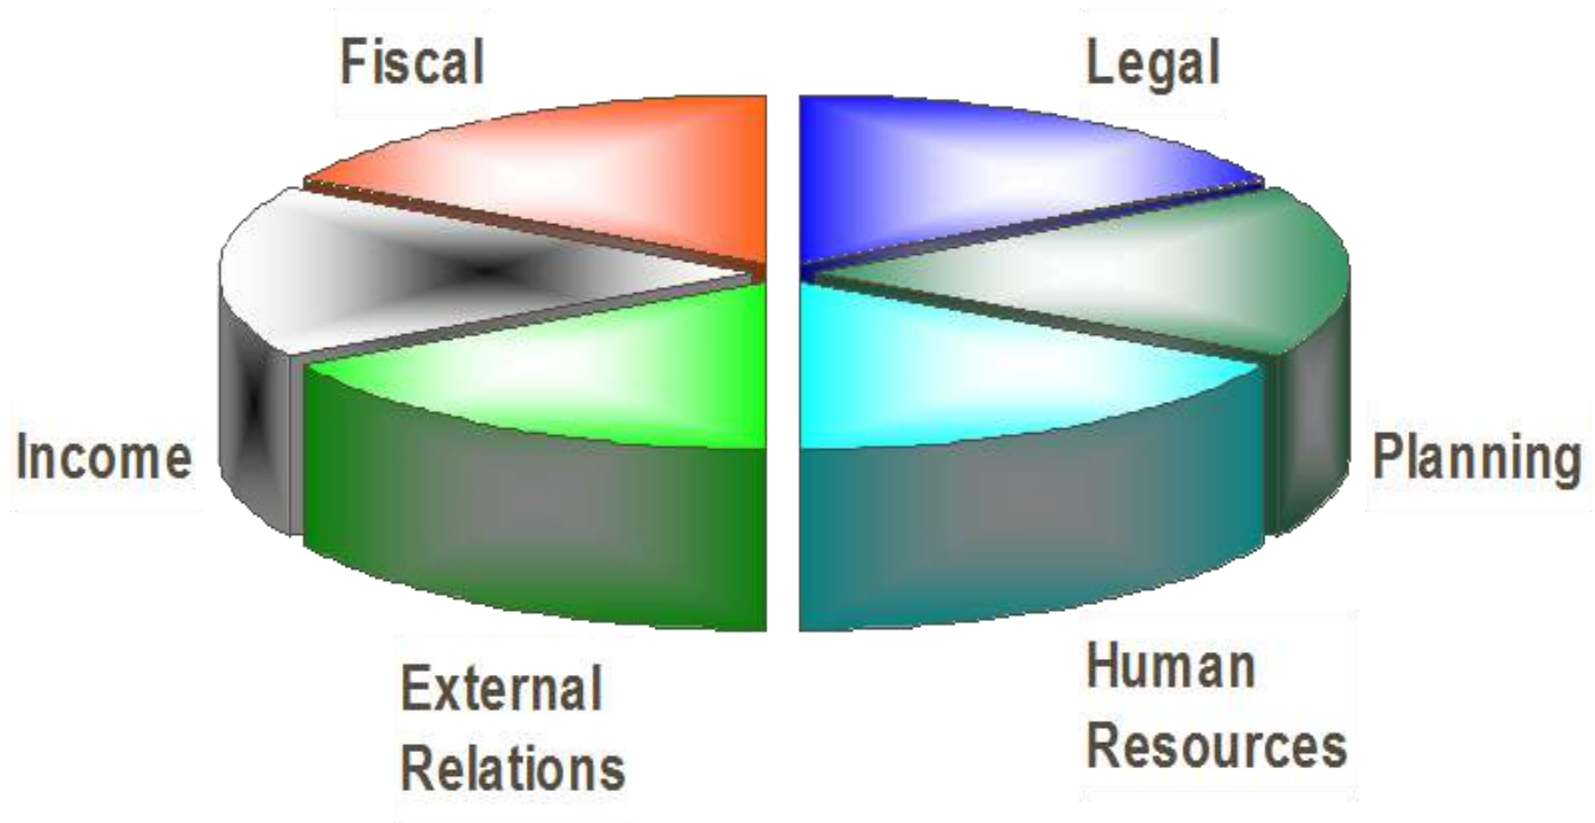 Fiscal
Legal
Income
Planning
External
Relations
Human
Resources